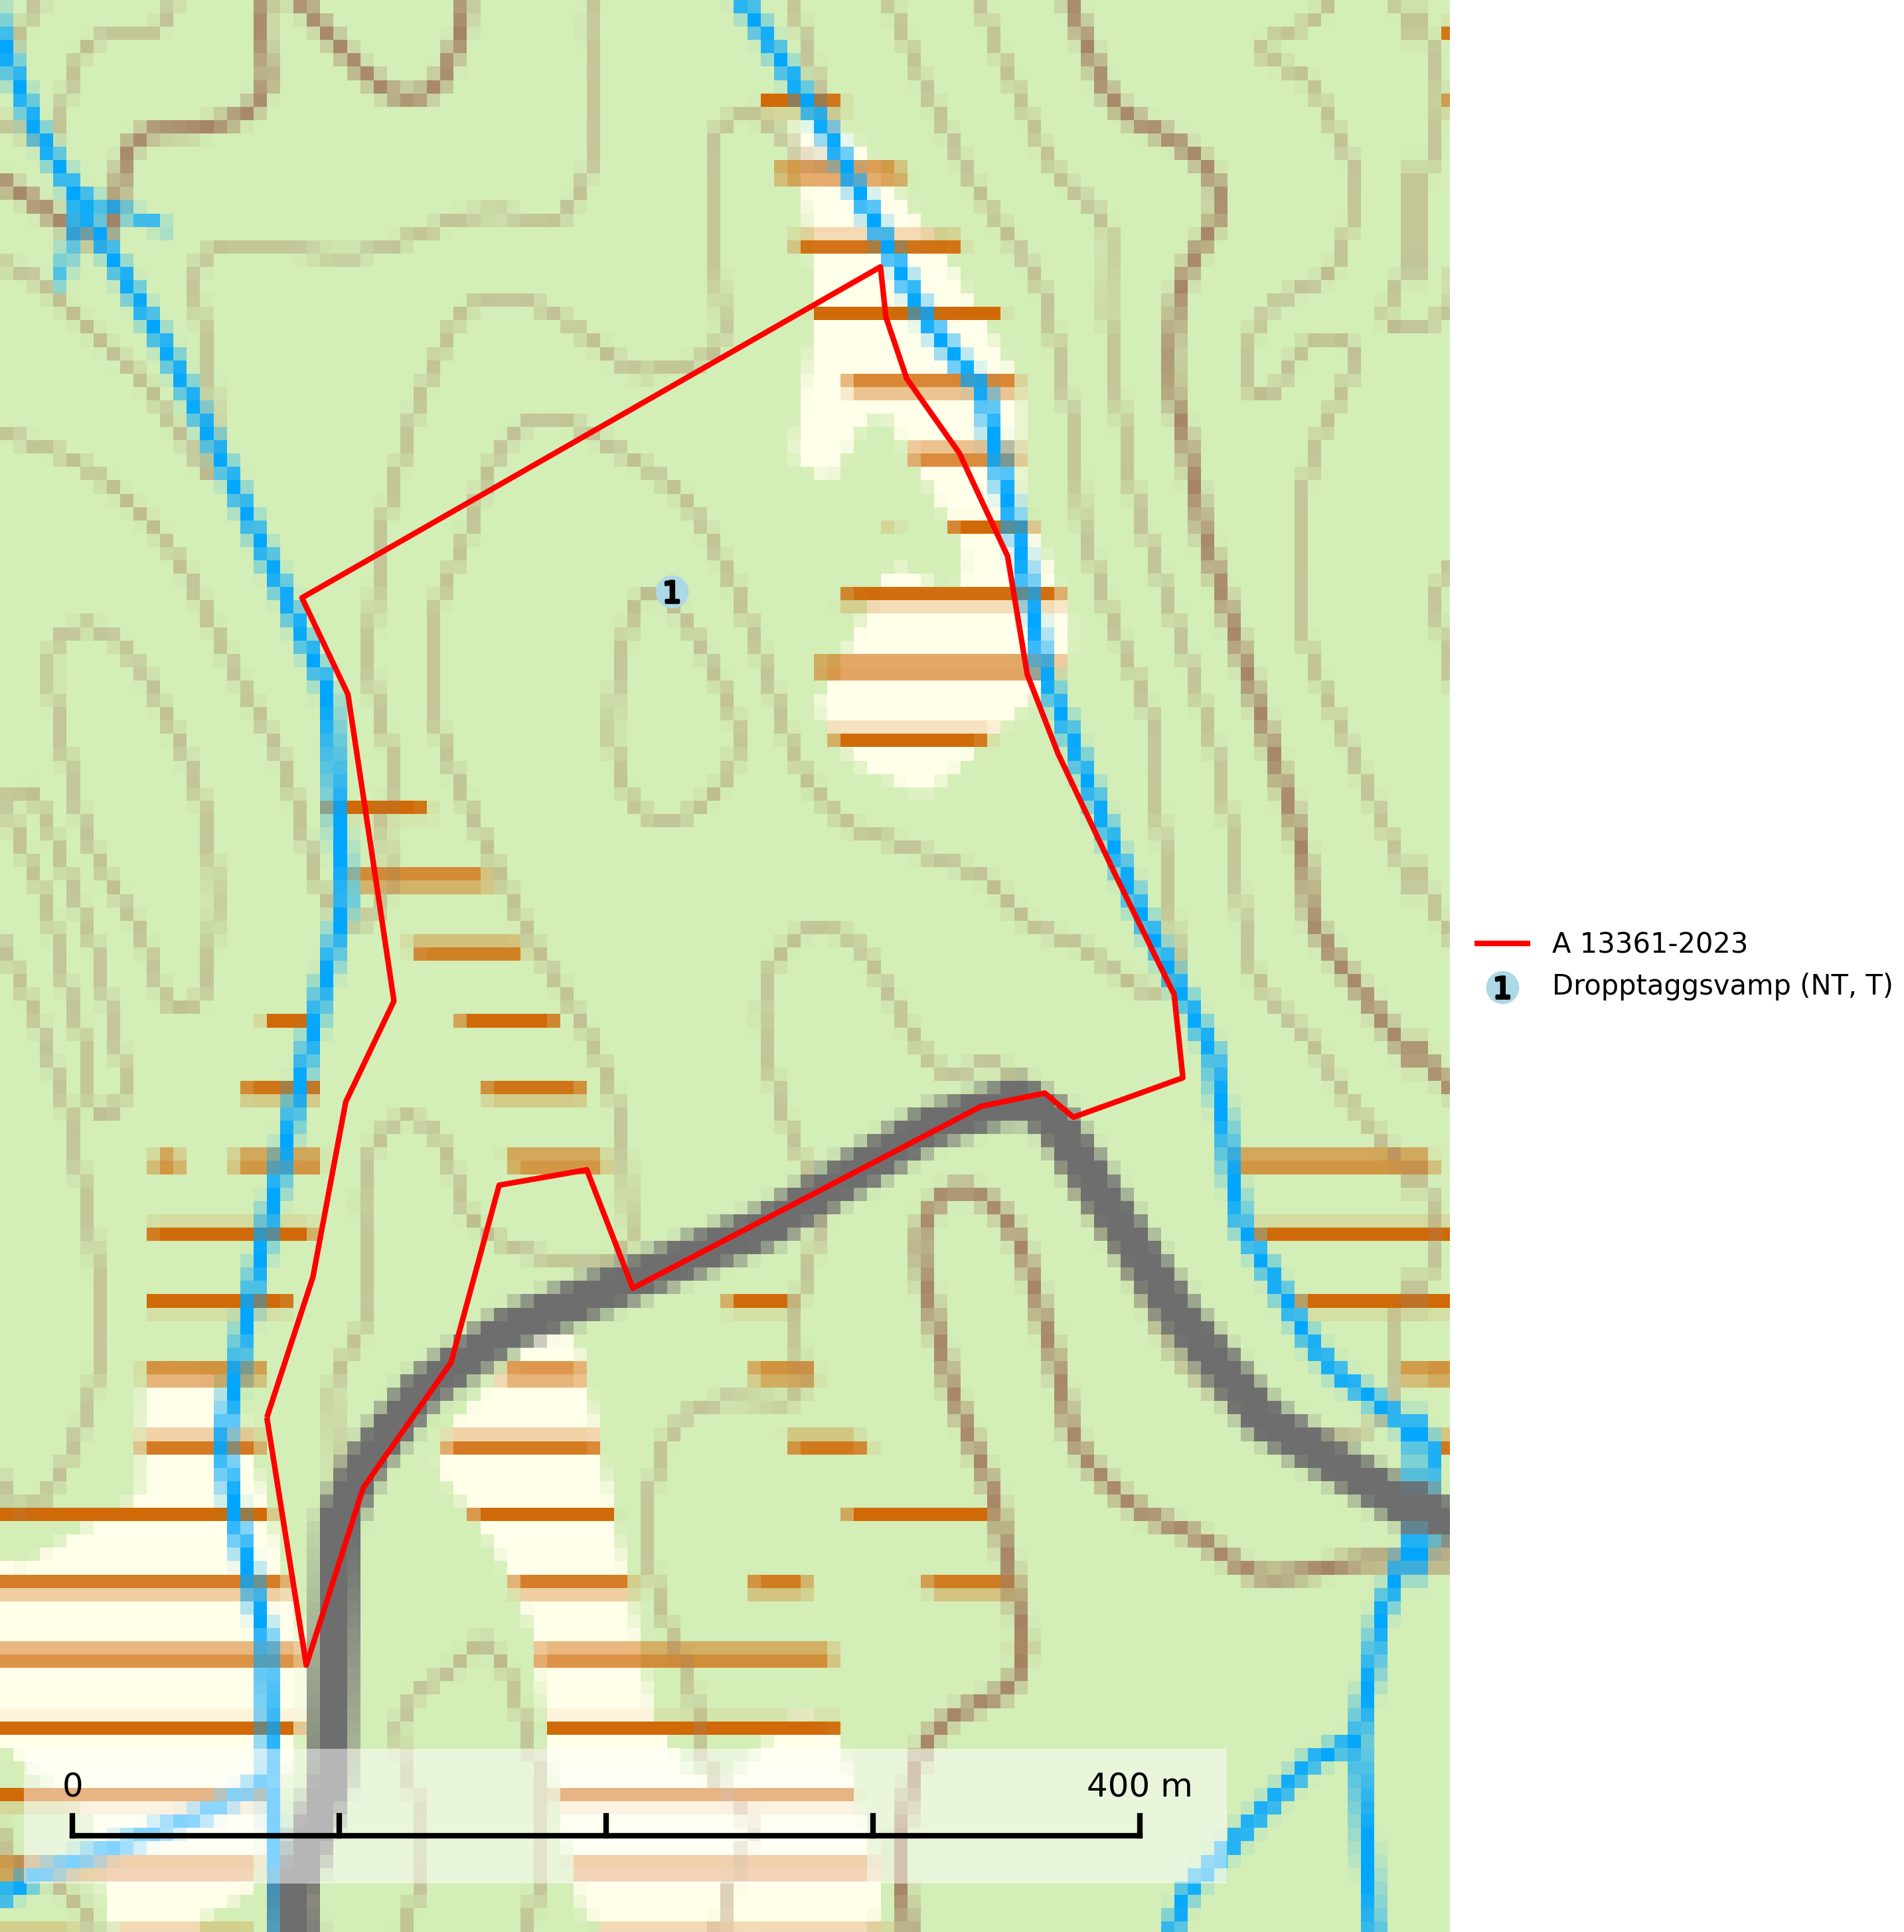 1
A 13361-2023
1 Dropptaggsvamp (NT, T)
0 400 m